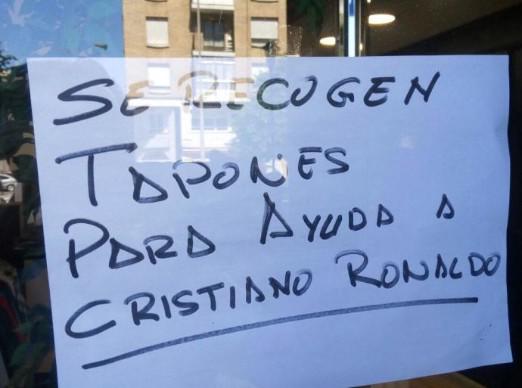 SE RECOGEN
TAPONES
PARA AYUDA A
CRISTIANO RONALDO